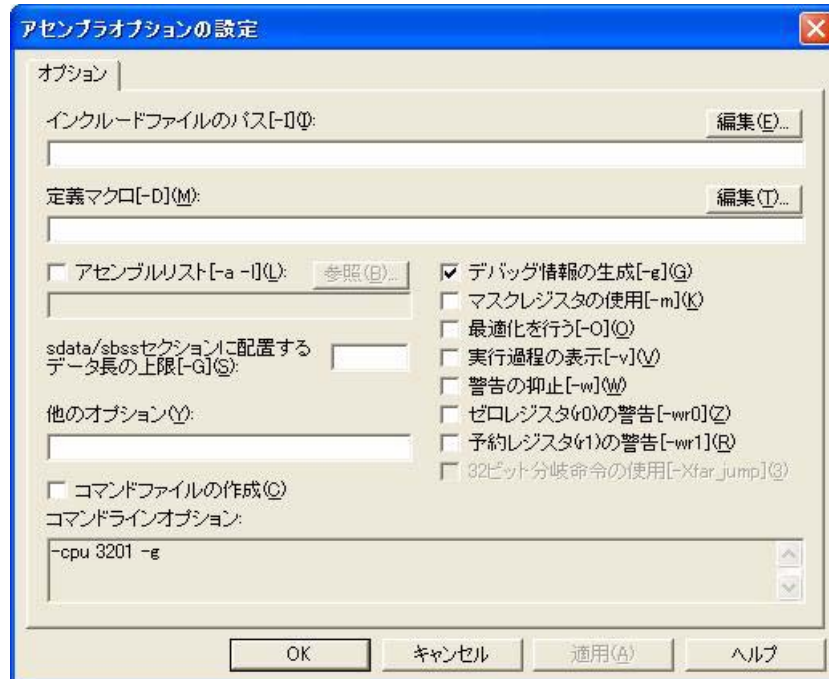 アセンブラオプションの設定
オプション
インクルードファイルのパス[-I](I):
編集(E)...
定義マクロ[-D](M):
編集(T)...
アセンブルリスト[-a -l](L):
参照(B)...
sdata/sbssセクションに配置する
データ長の上限[-G](S):
他のオプション(Y):
コマンドファイルの作成(C)
デバッグ情報の生成[-g](G)
マスクレジスタの使用[-m](K)
最適化を行う[-O](O)
実行過程の表示[-v](V)
警告の抑止[-w](W)
ゼロレジスタ(r0)の警告[-wr0](Z)
予約レジスタ(r1)の警告[-wr1](R)
32ビット分岐命令の使用[-Xfar_jump](3)
コマンドラインオプション:
-cpu 3201 -g
OK
キャンセル
適用(A)
ヘルプ